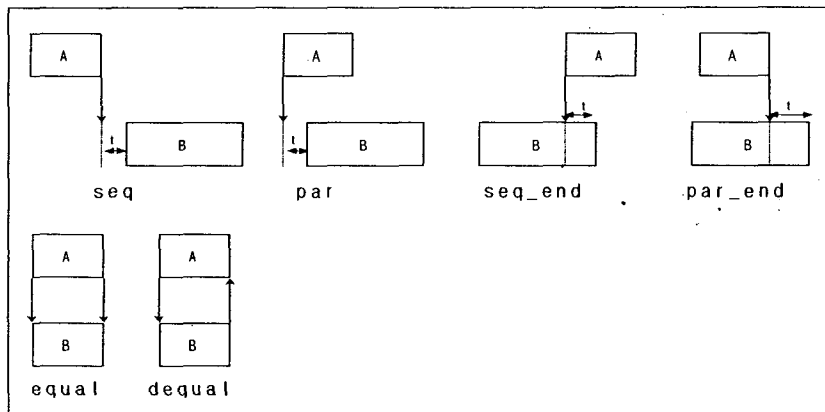 A A A A
t t
t t
B B B B
seq par seq_end par_end
A A
B B
equal dequal